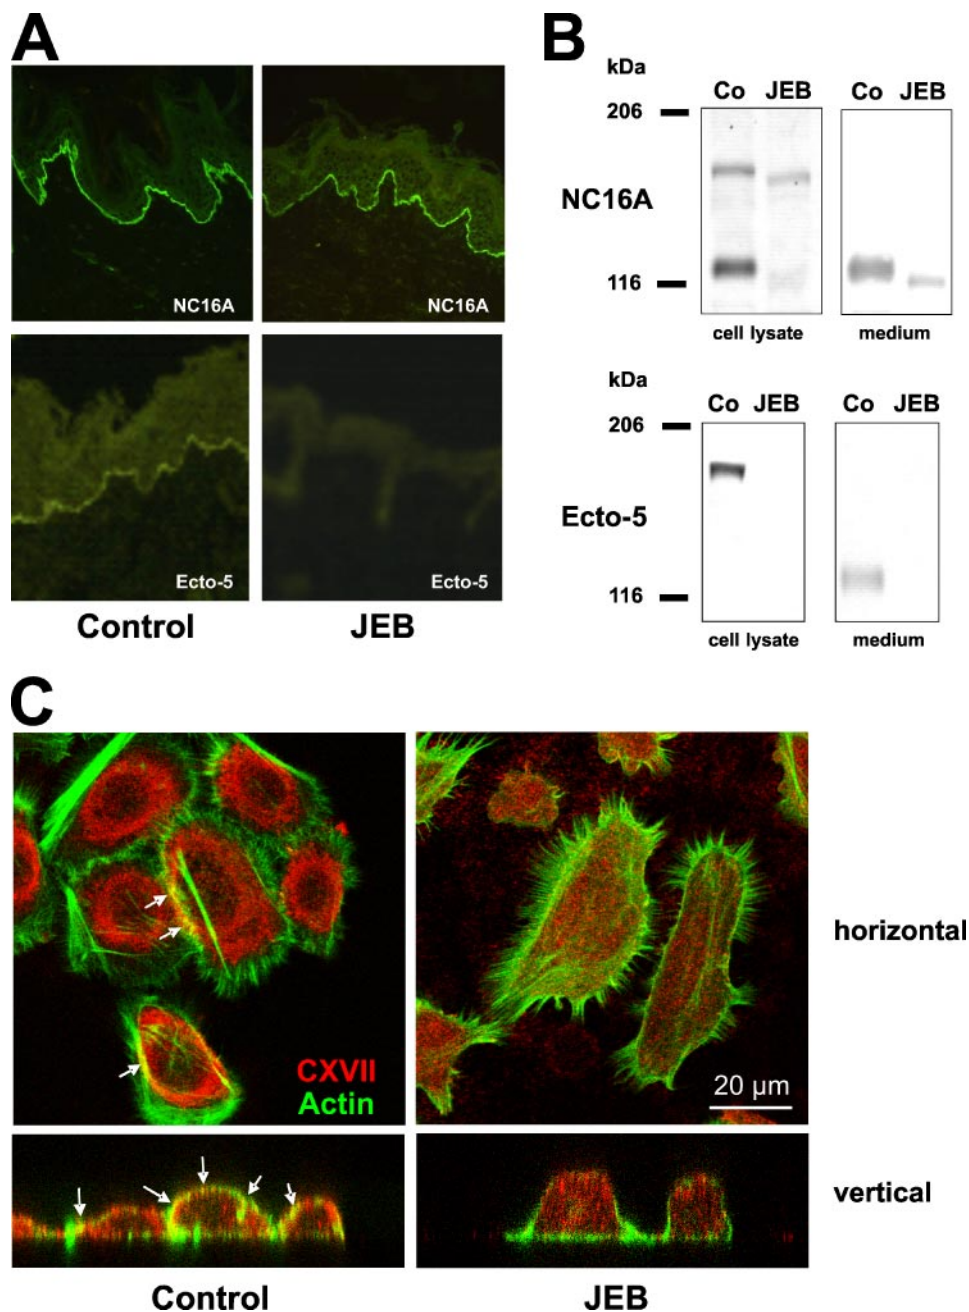 A
NC16A
NC16A
Ecto-5
Ecto-5
Control
JEB
B
kDa
Co JEB
Co JEB
206
NC16A
116
cell lysate
medium
kDa
Co JEB
Co JEB
206
Ecto-5
116
cell lysate
medium
C
CXVII
Actin
20 µm
horizontal
vertical
Control
JEB